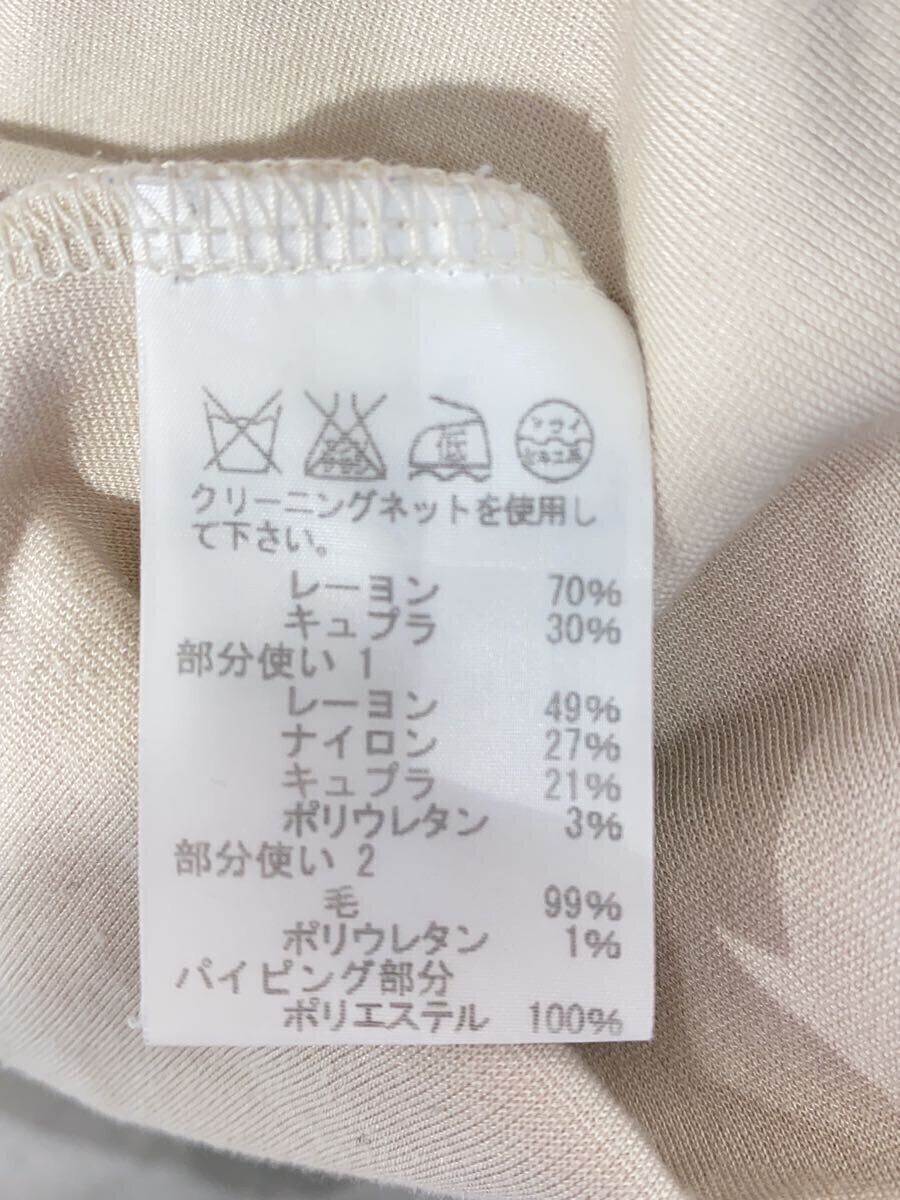 低
ドライ
セキユ系
クリーニングネットを使用し
て下さい。
レーヨン 70%
キュプラ 30%
部分使い 1
レーヨン 49%
ナイロン 27%
キュプラ 21%
ポリウレタン 3%
部分使い 2
毛 99%
ポリウレタン 1%
パイピング部分
ポリエステル 100%